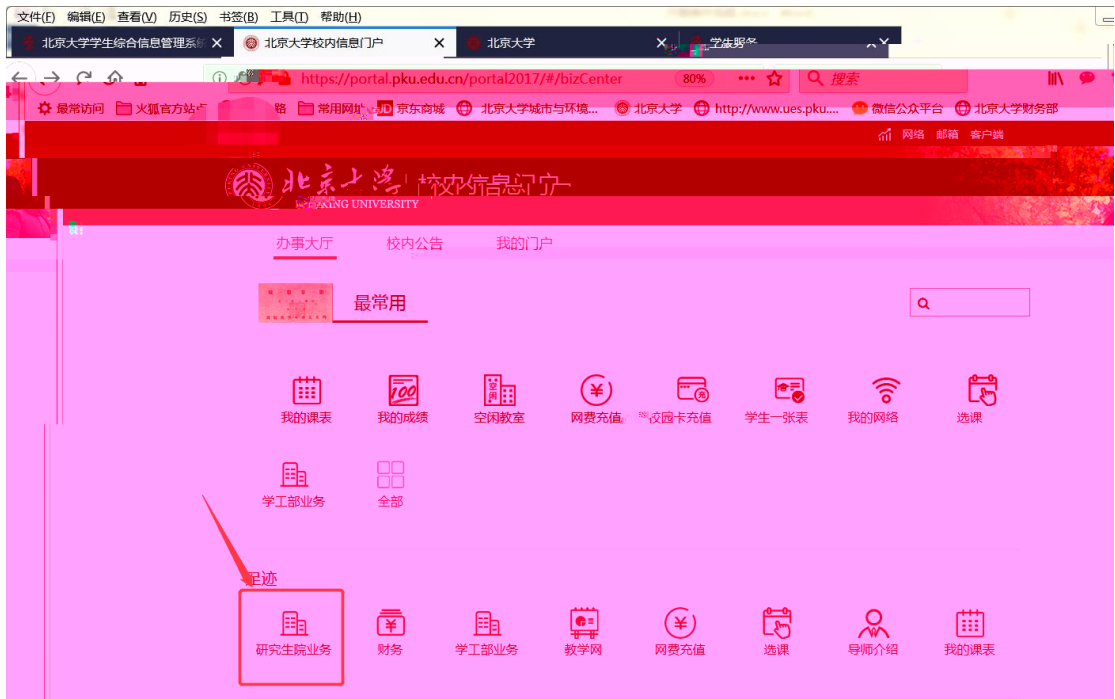 文件(F) 编辑(E) 查看(V) 历史(S) 书签(B) 工具(T) 帮助(H)
北京大学学生综合信息管理系统 北京大学校内信息门户 北京大学
https://portal.pku.edu.cn/portal2017/#/bizCenter 80% 搜索
最常访问 火狐官方站点 常用网址 JD 京东商城 北京大学城市与环境... 北京大学 http://www.ues.pku.... 微信公众平台 北京大学财务部
网络 邮箱 客户端
北京大学 校内信息门户
PEKING UNIVERSITY
办事大厅 校内公告 我的门户
最常用
我的课表 我的成绩 空闲教室 网费充值 校园卡充值 学生一张表 我的网络 选课
学工部业务 全部
足迹
研究生院业务 财务 学工部业务 教学网 网费充值 选课 导师介绍 我的课表